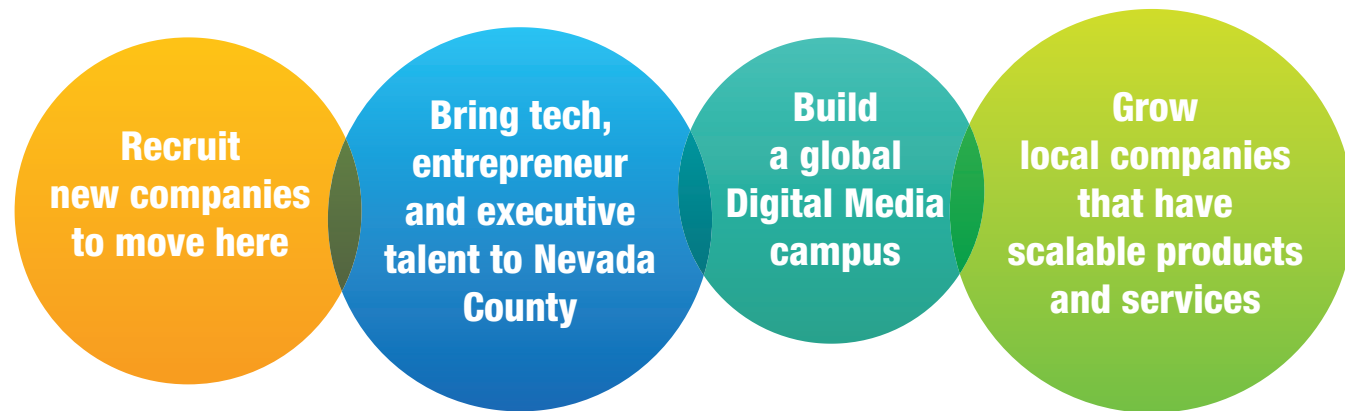 Recruit
new companies
to move here
Bring tech,
entrepreneur
and executive
talent to Nevada
County
Build
a global
Digital Media
campus
Grow
local companies
that have
scalable products
and services